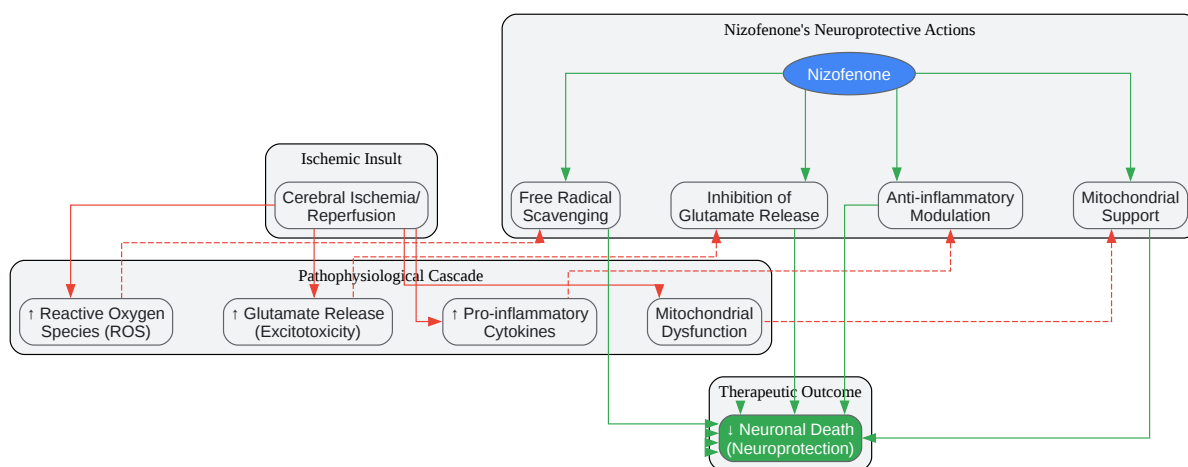 Nizofenone's Neuroprotective Actions
Nizofenone
Ischemic Insult
Cerebral Ischemia/
Reperfusion
Free Radical
Scavenging
Inhibition of
Glutamate Release
Anti-inflammatory
Modulation
Mitochondrial
Support
Pathophysiological Cascade
↑ Reactive Oxygen
Species (ROS)
↑ Glutamate Release
(Excitotoxicity)
↑ Pro-inflammatory
Cytokines
Mitochondrial
Dysfunction
Therapeutic Outcome
↓ Neuronal Death
(Neuroprotection)